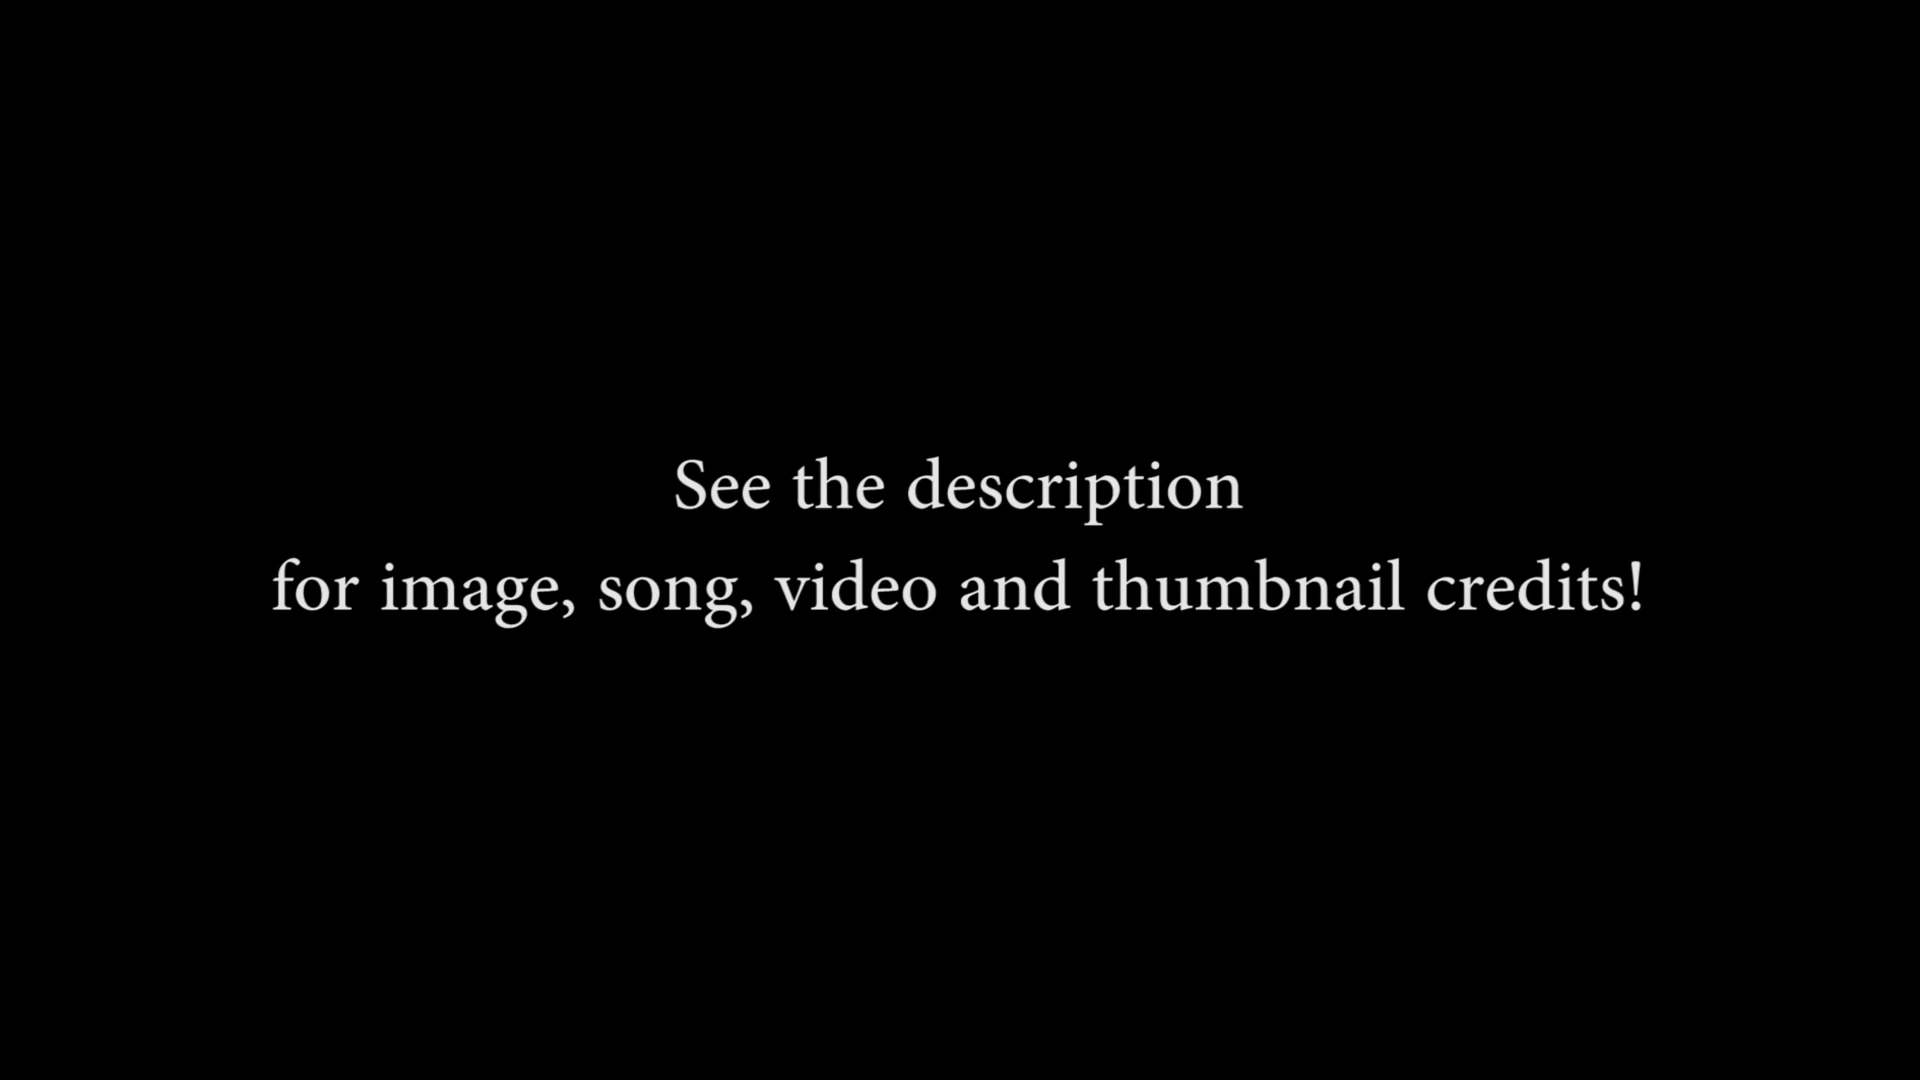 See the description
for image, song, video and thumbnail credits!